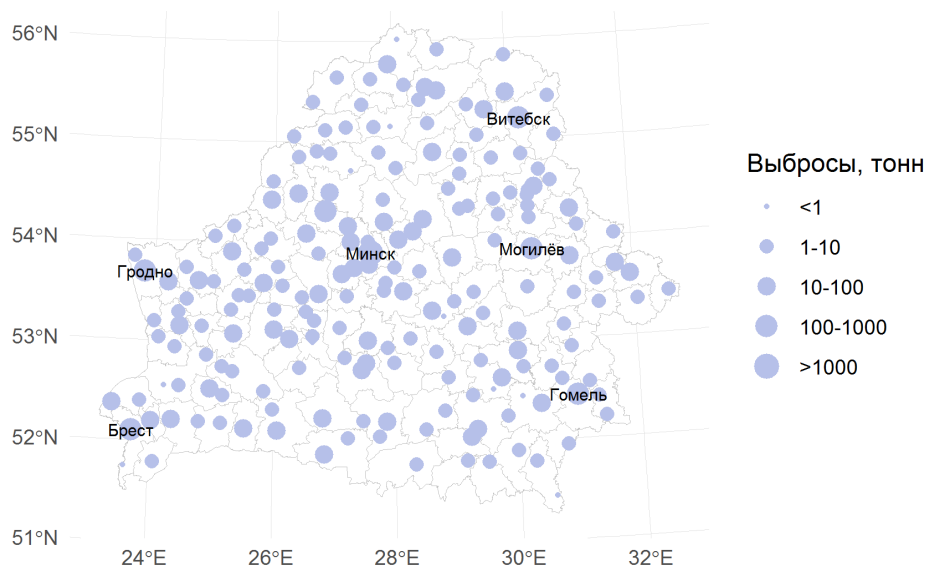 56°N
55°N
54°N
53°N
52°N
51°N
24°E
26°E
28°E
30°E
32°E
Витебск
Минск
Могилёв
Гродно
Гомель
Брест
Выбросы, тонн
<1
1-10
10-100
100-1000
>1000